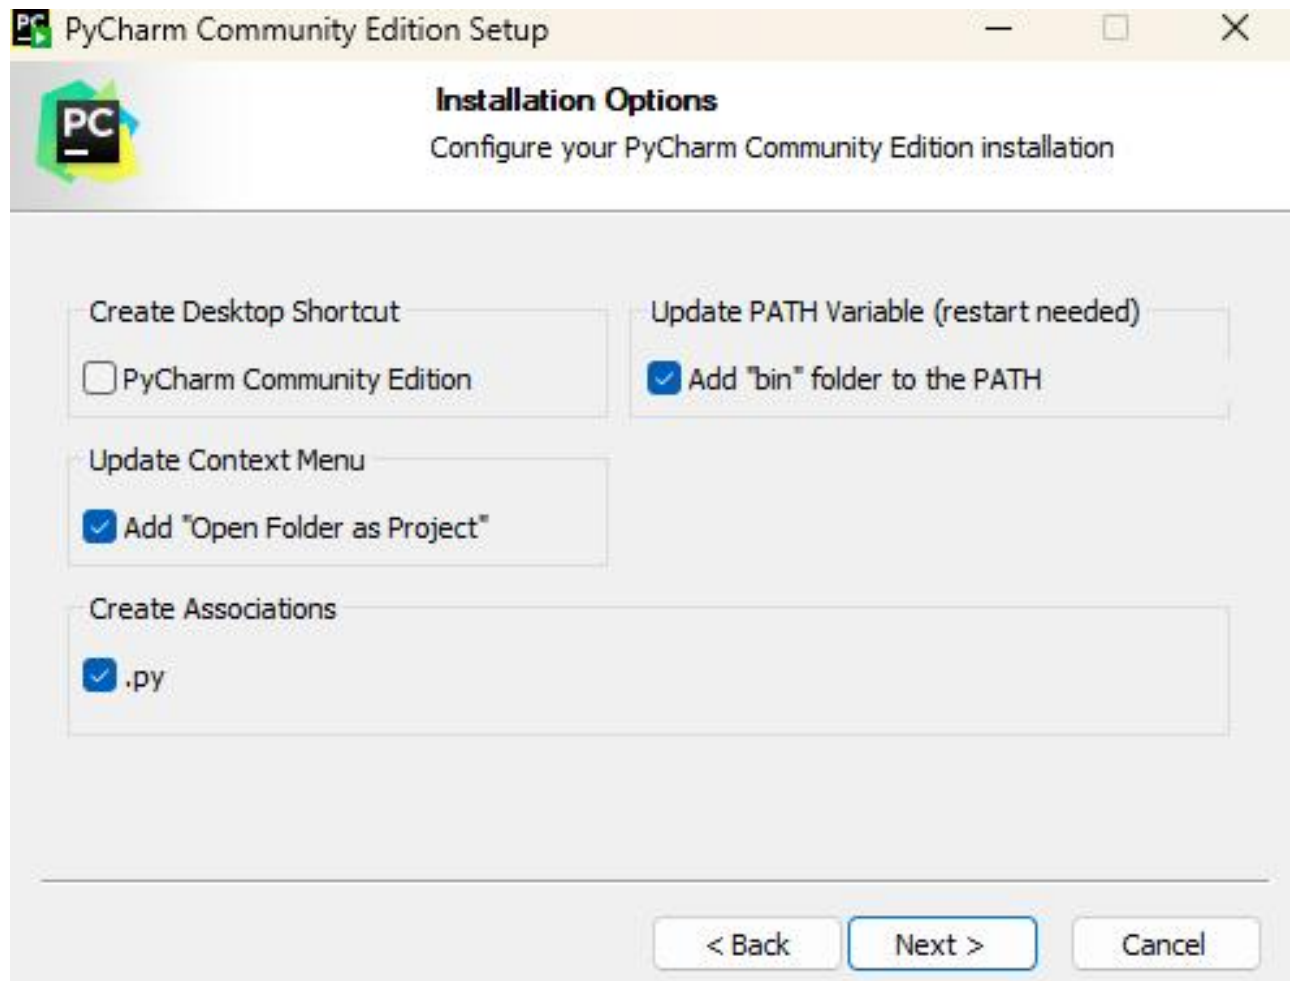 PC PyCharm Community Edition Setup
PC
Installation Options
Configure your PyCharm Community Edition installation
Create Desktop Shortcut
PyCharm Community Edition
Update PATH Variable (restart needed)
Add "bin" folder to the PATH
Update Context Menu
Add "Open Folder as Project"
Create Associations
.py
< Back
Next >
Cancel